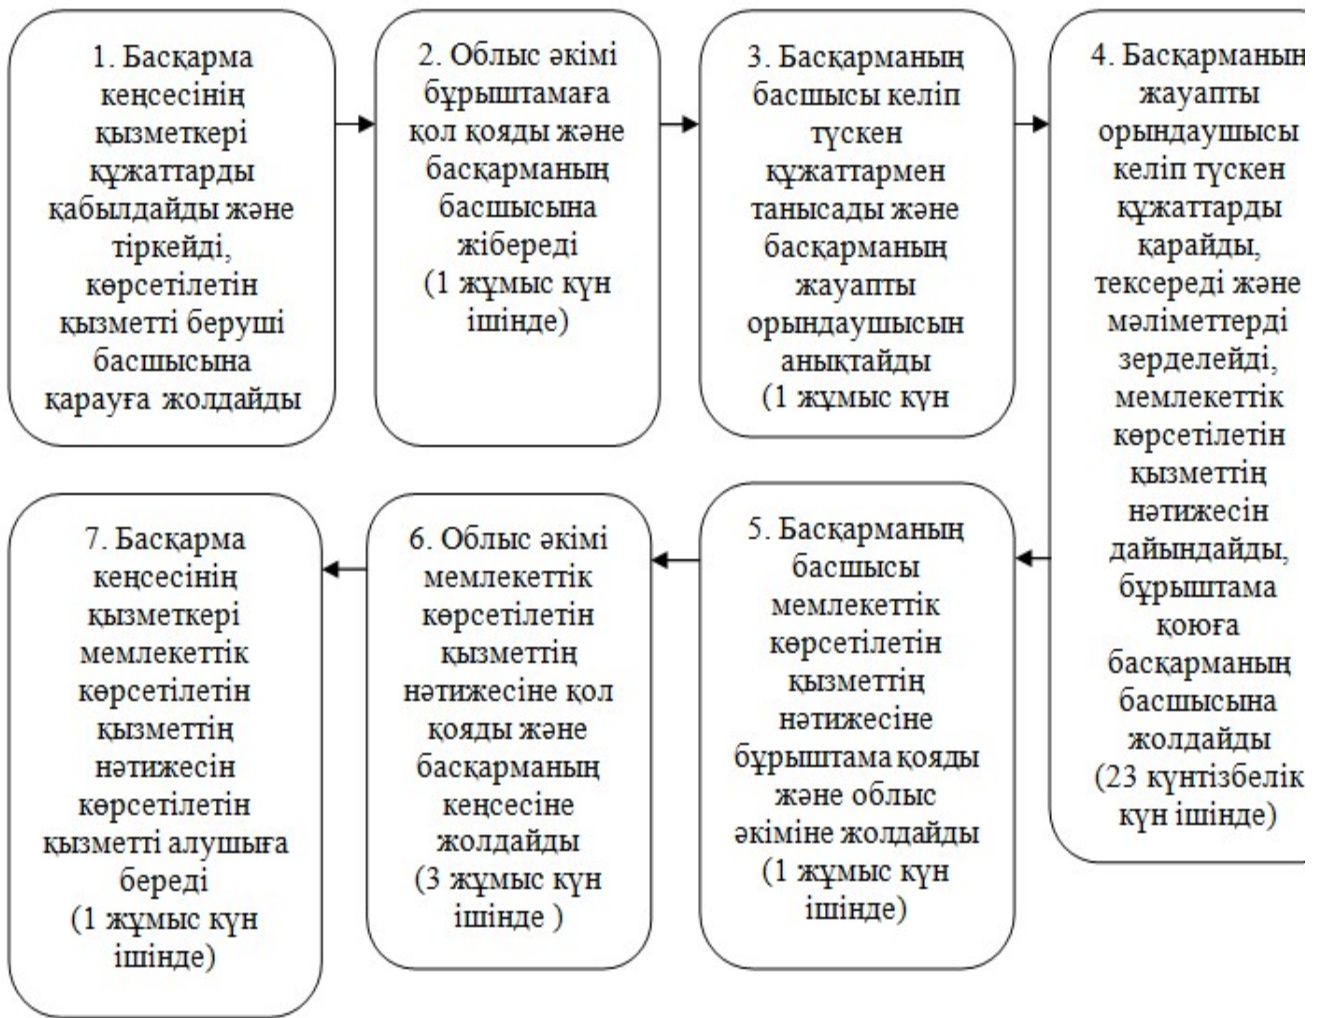 1. Басқарма
кеңсесінің
қызметкері
құжаттарды
қабылдайды және
тіркейді,
көрсетілетін
қызметті беруші
басшысына
қарауға жолдайды
2. Облыс әкімі
бұрыштамаға
қол қояды және
басқарманың
басшысына
жібереді
(1 жұмыс күн
ішінде)
3. Басқарманың
басшысы келіп
түскен
құжаттармен
танысады және
басқарманың
жауапты
орындаушысын
анықтайды
(1 жұмыс күн
4. Басқарманың
жауапты
орындаушысы
келіп түскен
құжаттарды
қарайды,
тексереді және
мәліметтерді
зерделейді,
мемлекеттік
көрсетілетін
қызметтің
нәтижесін
дайындайды,
бұрыштама
қоюға
басқарманың
басшысына
жолдайды
(23 күнтізбелік
күн ішінде)
5. Басқарманың
басшысы
мемлекеттік
көрсетілетін
қызметтің
нәтижесіне
бұрыштама қояды
және облыс
әкіміне жолдайды
(1 жұмыс күн
ішінде)
6. Облыс әкімі
мемлекеттік
көрсетілетін
қызметтің
нәтижесіне қол
қояды және
басқарманың
кеңсесіне
жолдайды
(3 жұмыс күн
ішінде )
7. Басқарма
кеңсесінің
қызметкері
мемлекеттік
көрсетілетін
қызметтің
нәтижесін
көрсетілетін
қызметті алушыға
береді
(1 жұмыс күн
ішінде)